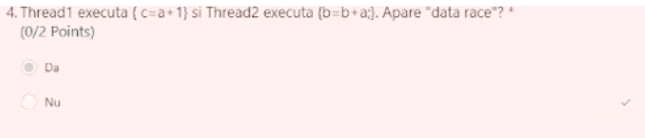 4. Thread1 executa { c=a+1} si Thread2 executa {b=b+a;}. Apare "data race"? *
(0/2 Points)
Da
Nu